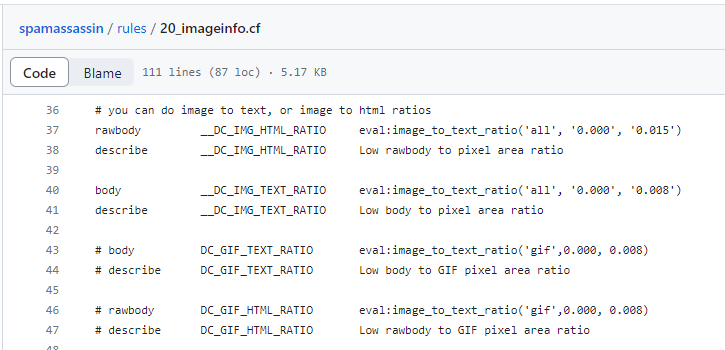 spamassassin / rules / 20_imageinfo.cf
Code Blame 111 lines (87 loc) · 5.17 KB
36 # you can do image to text, or image to html ratios
37 rawbody __DC_IMG_HTML_RATIO eval:image_to_text_ratio('all', '0.000', '0.015')
38 describe __DC_IMG_HTML_RATIO Low rawbody to pixel area ratio
39
40 body __DC_IMG_TEXT_RATIO eval:image_to_text_ratio('all', '0.000', '0.008')
41 describe __DC_IMG_TEXT_RATIO Low body to pixel area ratio
42
43 # body DC_GIF_TEXT_RATIO eval:image_to_text_ratio('gif',0.000, 0.008)
44 # describe DC_GIF_TEXT_RATIO Low body to GIF pixel area ratio
45
46 # rawbody DC_GIF_HTML_RATIO eval:image_to_text_ratio('gif',0.000, 0.008)
47 # describe DC_GIF_HTML_RATIO Low rawbody to GIF pixel area ratio
48